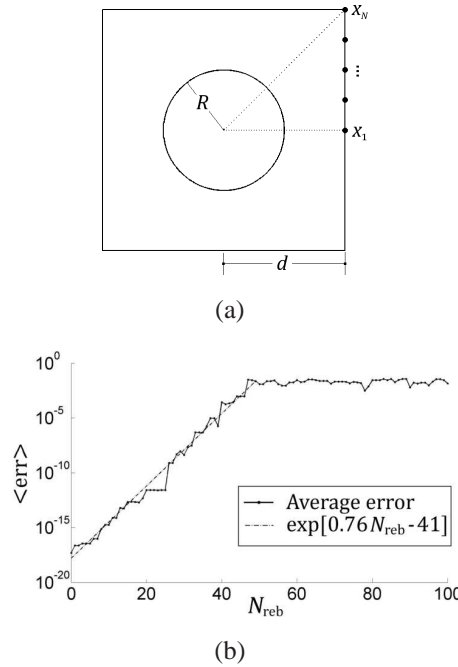 x_N
...
R
x_1
d
(a)
10^0
10^-5
10^-10
10^-15
10^-20
<err>
Average error
exp[0.76N_reb-41]
0 20 40 60 80 100
N_reb
(b)